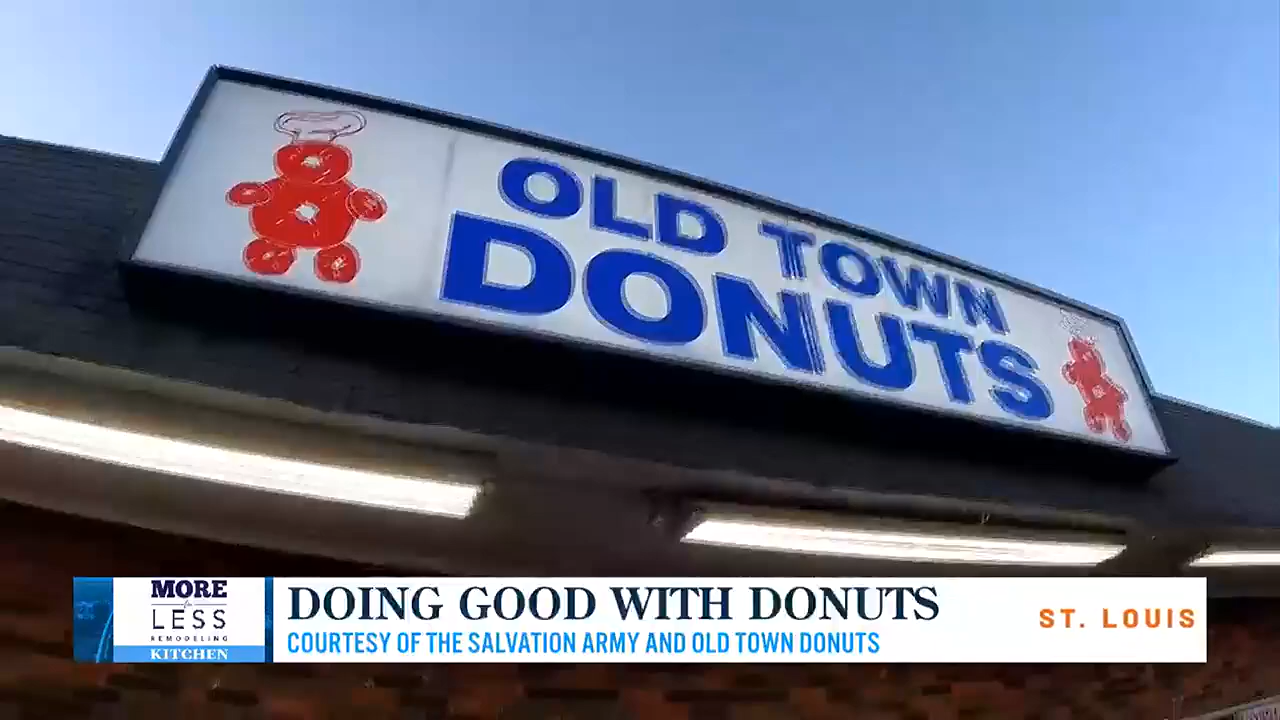 OLD TOWN
DONUTS
MORE
for
LESS
REMODELING
KITCHEN
DOING GOOD WITH DONUTS
COURTESY OF THE SALVATION ARMY AND OLD TOWN DONUTS
ST. LOUIS